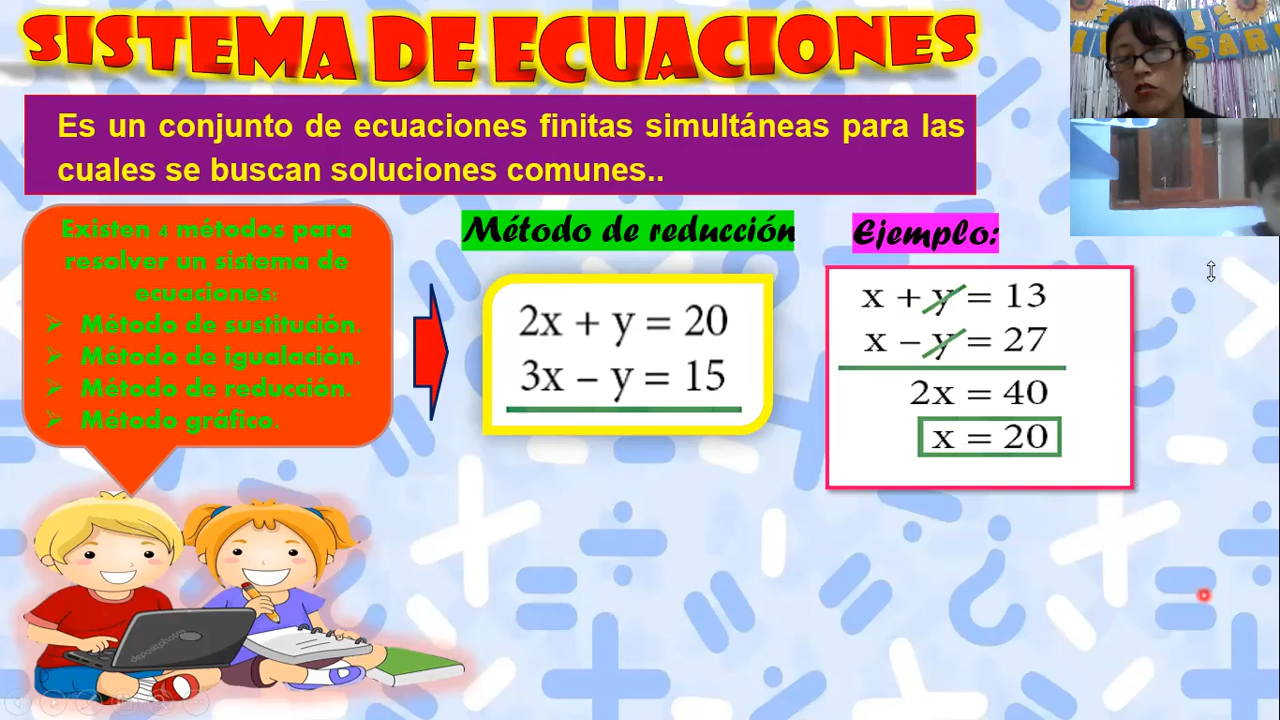 SISTEMA DE ECUACIONES
Es un conjunto de ecuaciones finitas simultáneas para las
cuales se buscan soluciones comunes..
Existen 4 métodos para
resolver un sistema de
ecuaciones:
➢ Método de sustitución.
➢ Método de igualación.
➢ Método de reducción.
➢ Método gráfico.
Método de reducción
2x + y = 20
3x – y = 15
Ejemplo:
x + y = 13
x – y = 27
2x = 40
x = 20
depositphotos